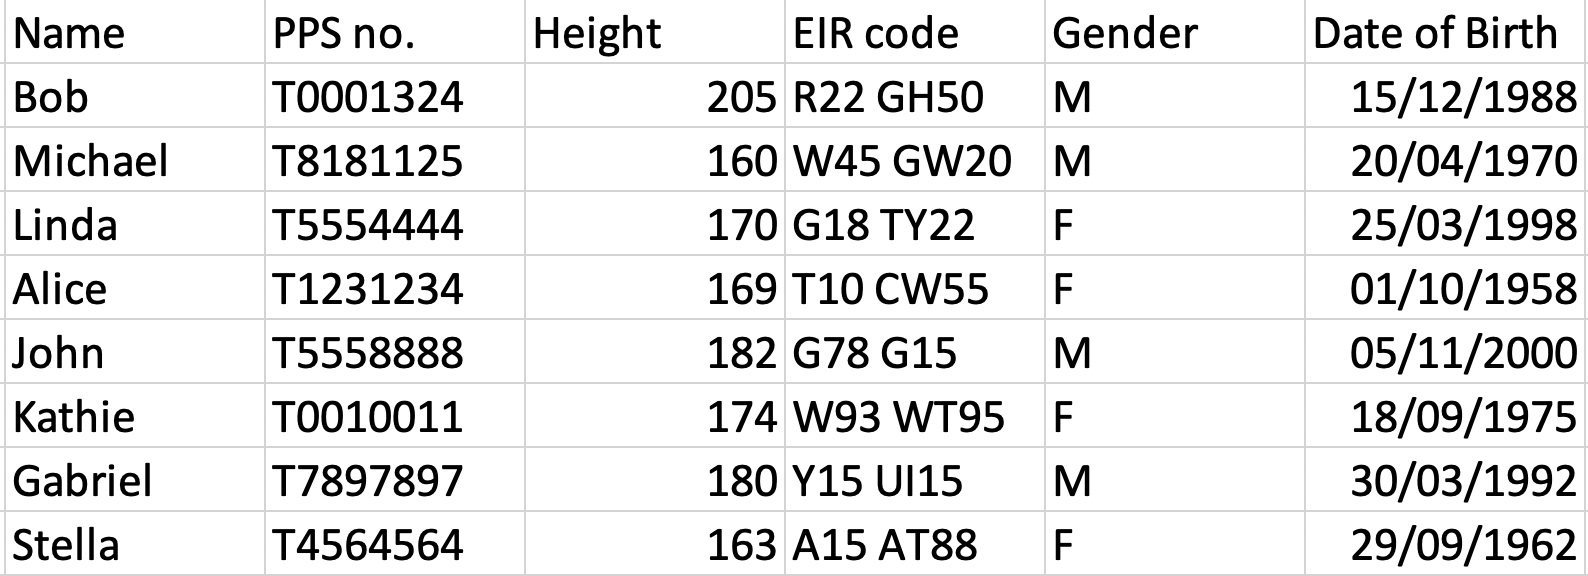 Name PPS no. Height EIR code Gender Date of Birth
Bob T0001324 205 R22 GH50 M 15/12/1988
Michael T8181125 160 W45 GW20 M 20/04/1970
Linda T5554444 170 G18 TY22 F 25/03/1998
Alice T1231234 169 T10 CW55 F 01/10/1958
John T5558888 182 G78 G15 M 05/11/2000
Kathie T0010011 174 W93 WT95 F 18/09/1975
Gabriel T7897897 180 Y15 UI15 M 30/03/1992
Stella T4564564 163 A15 AT88 F 29/09/1962